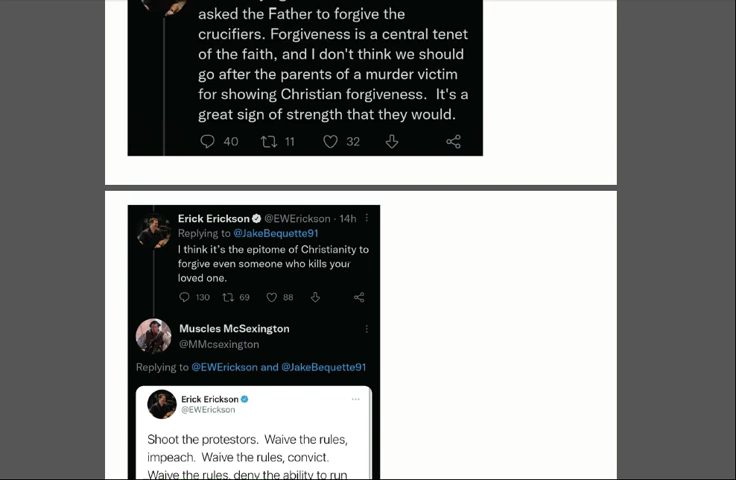 asked the Father to forgive the
crucifiers. Forgiveness is a central tenet
of the faith, and I don't think we should
go after the parents of a murder victim
for showing Christian forgiveness. It's a
great sign of strength that they would.
40 11 32
Erick Erickson @EWErickson · 14h
Replying to @JakeBequette91
I think it's the epitome of Christianity to
forgive even someone who kills your
loved one.
130 69 88
Muscles McSexington
@MMcsexington
Replying to @EWErickson and @JakeBequette91
Erick Erickson
@EWErickson
Shoot the protestors. Waive the rules,
impeach. Waive the rules, convict.
Waive the rules, deny the ability to run